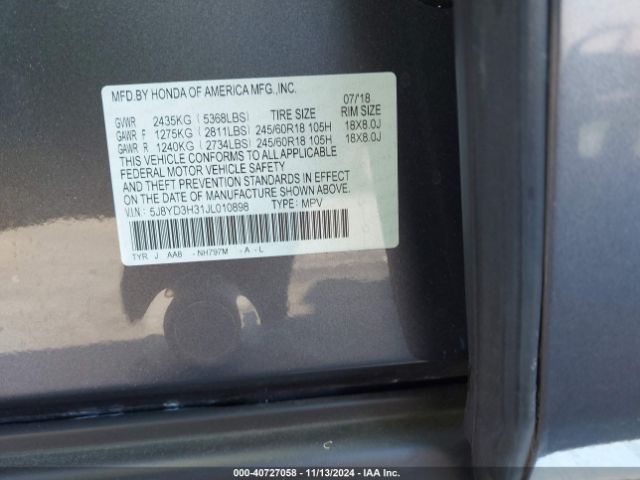 MFD.BY HONDA OF AMERICA MFG.,INC. 07/'18
GVWR 2435KG ( 5368LBS) TIRE SIZE RIM SIZE
GAWR F 1275KG ( 2811LBS) 245/60R18 105H 18X8.0J
GAWR R 1240KG ( 2734LBS) 245/60R18 105H 18X8.0J
THIS VEHICLE CONFORMS TO ALL APPLICABLE
FEDERAL MOTOR VEHICLE SAFETY
AND THEFT PREVENTION STANDARDS IN EFFECT
ON THE DATE OF MANUFACTURE SHOWN ABOVE.
V.I.N.: 5J8YD3H31JL010898 TYPE: MPV
TYR J AAB - NH797M - A - L
000-40727058 - 11/13/2024 - IAA Inc.